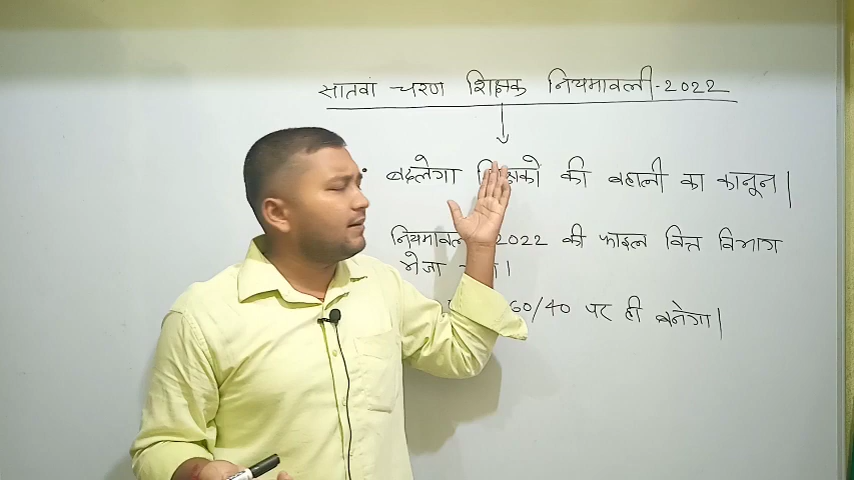 सातवां चरण शिक्षक नियमावली-2022
बदलेगा को की बहाली का कानून।
2022 की फाइल वित्त विभाग
भेजा
60/40 पर ही बनेगा।